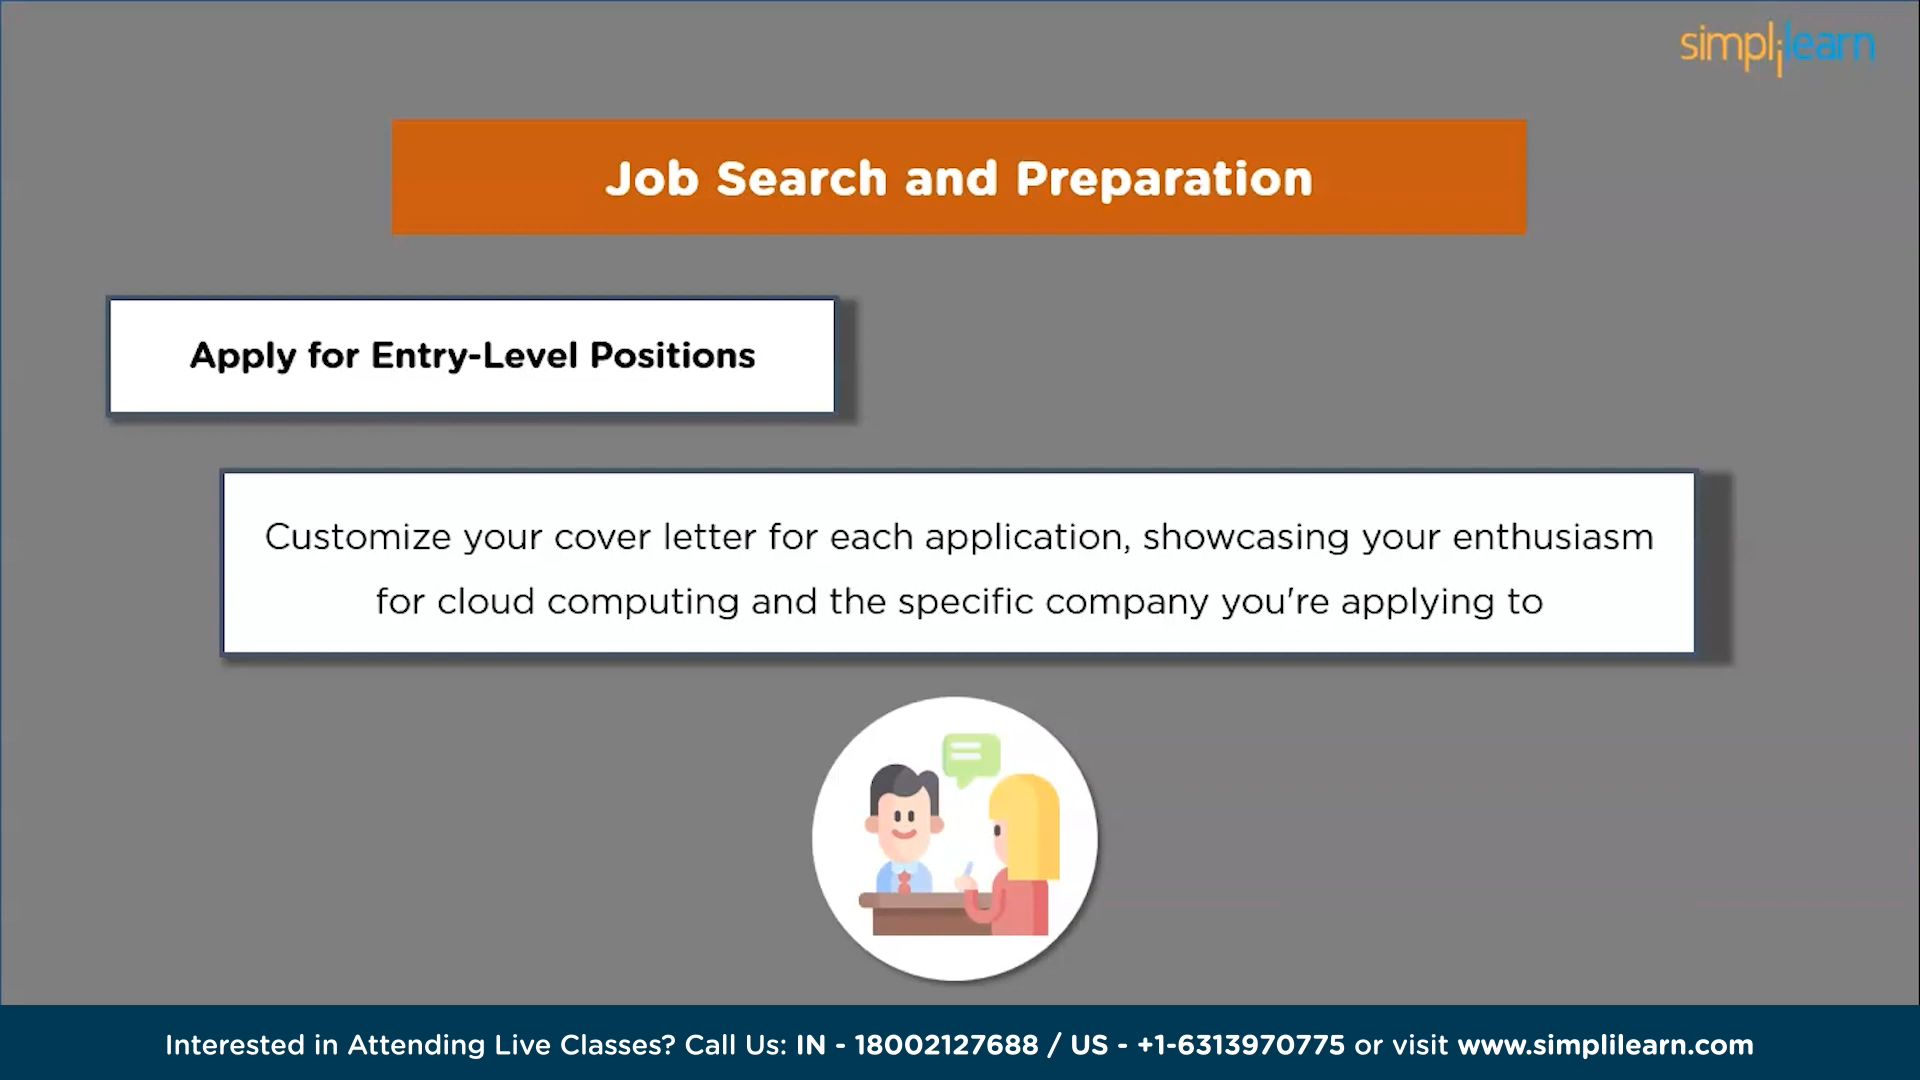 simplilearn
Job Search and Preparation
Apply for Entry-Level Positions
Customize your cover letter for each application, showcasing your enthusiasm
for cloud computing and the specific company you're applying to
Interested in Attending Live Classes? Call Us: IN - 18002127688 / US - +1-6313970775 or visit www.simplilearn.com